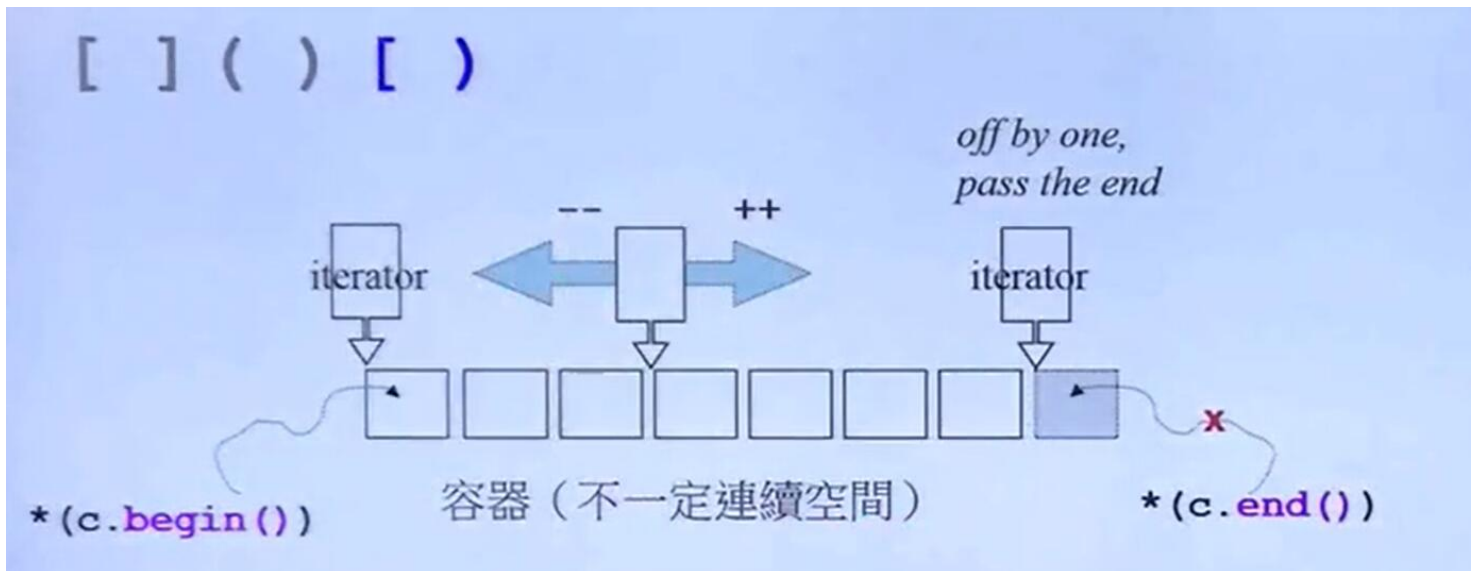 [ ] ( ) [ )
off by one,
pass the end
-- ++
iterator
iterator
容器（不一定連續空間）
*(c.begin())
x
*(c.end())